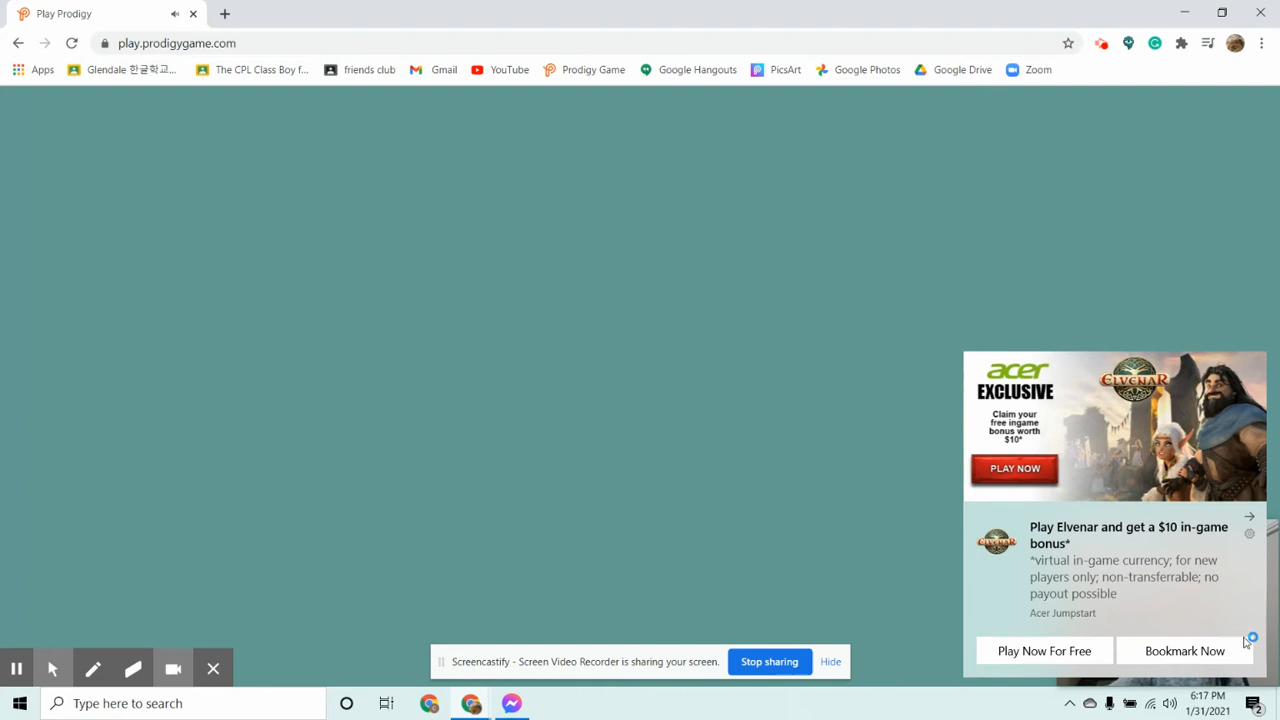 Play Prodigy
play.prodigygame.com
Apps
Glendale 한글학교...
The CPL Class Boy f...
friends club
Gmail
YouTube
Prodigy Game
Google Hangouts
PicsArt
Google Photos
Google Drive
Zoom
acer
EXCLUSIVE
Claim your
free ingame
bonus worth
$10*
PLAY NOW
ELVENAR
Play Elvenar and get a $10 in-game
bonus*
*virtual in-game currency; for new
players only; non-transferrable; no
payout possible
Acer Jumpstart
ELVENAR
Play Now For Free
Bookmark Now
Screencastify - Screen Video Recorder is sharing your screen.
Stop sharing
Hide
Type here to search
6:17 PM
1/31/2021
2